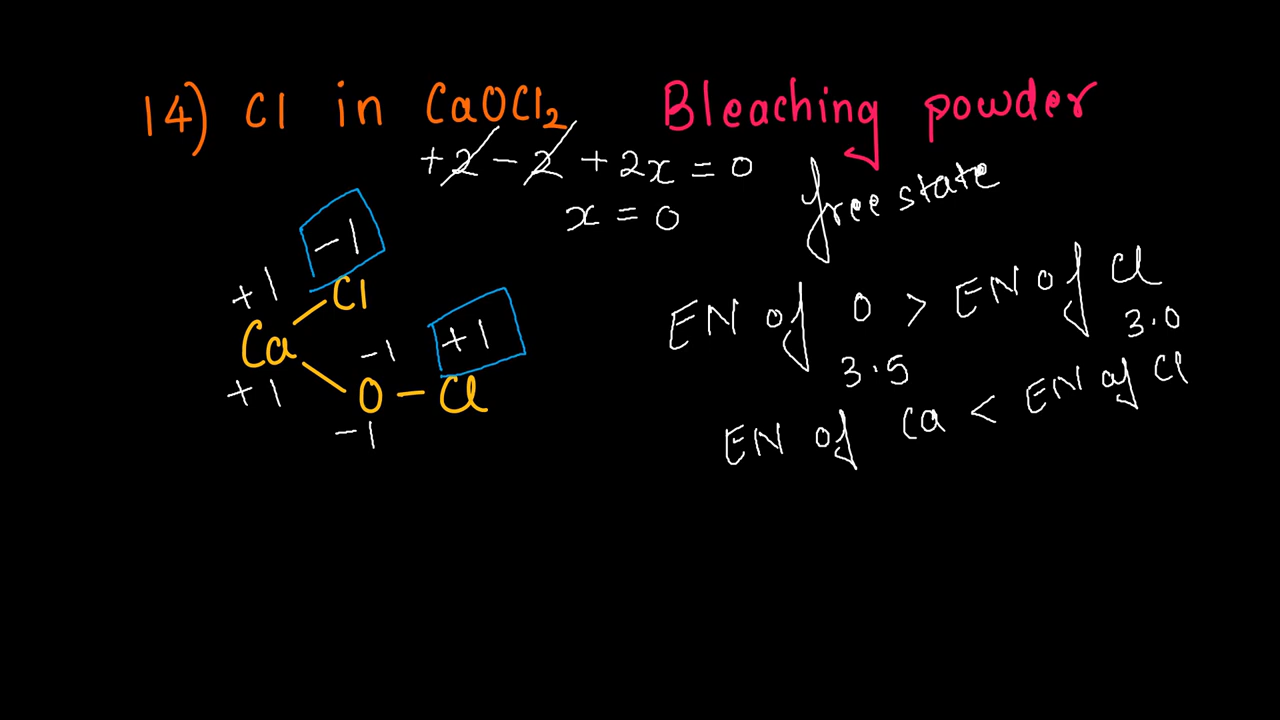 14) Cl in CaOCl2 Bleaching powder
+2 - 2 + 2x = 0
x = 0
free state
-1
+1
Cl
Ca
+1
-1
+1
O - Cl
-1
EN of O > EN of Cl
3.5
3.0
EN of Ca < EN of Cl